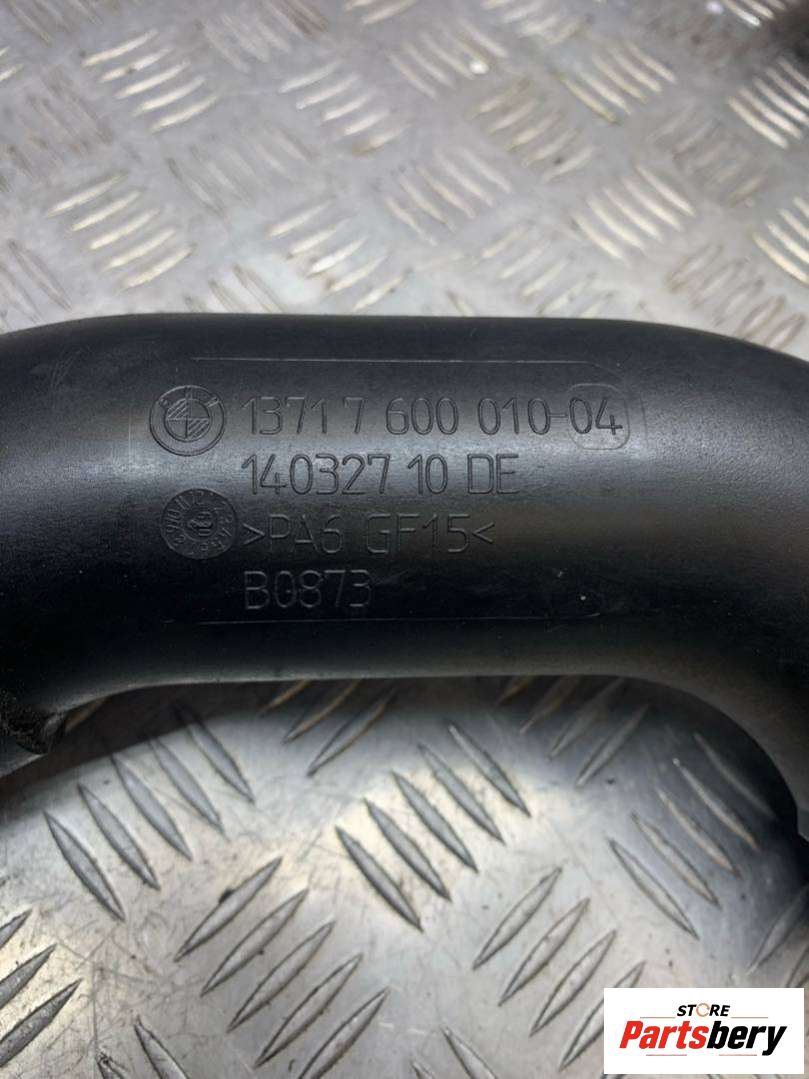 13717 600 010-04
140327 10 DE
>PA6 GF15<
B0873
STORE
Partsbery